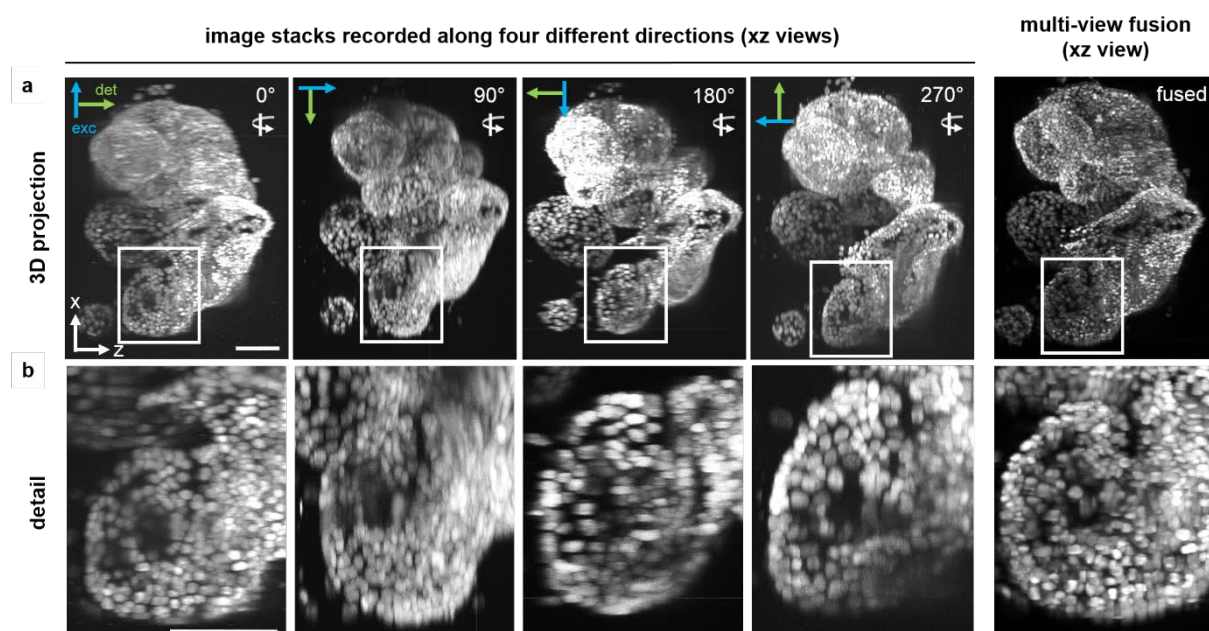 image stacks recorded along four different directions (xz views)
multi-view fusion
(xz view)
a
3D projection
det
exc
0°
90°
180°
270°
fused
X
Z
b
detail